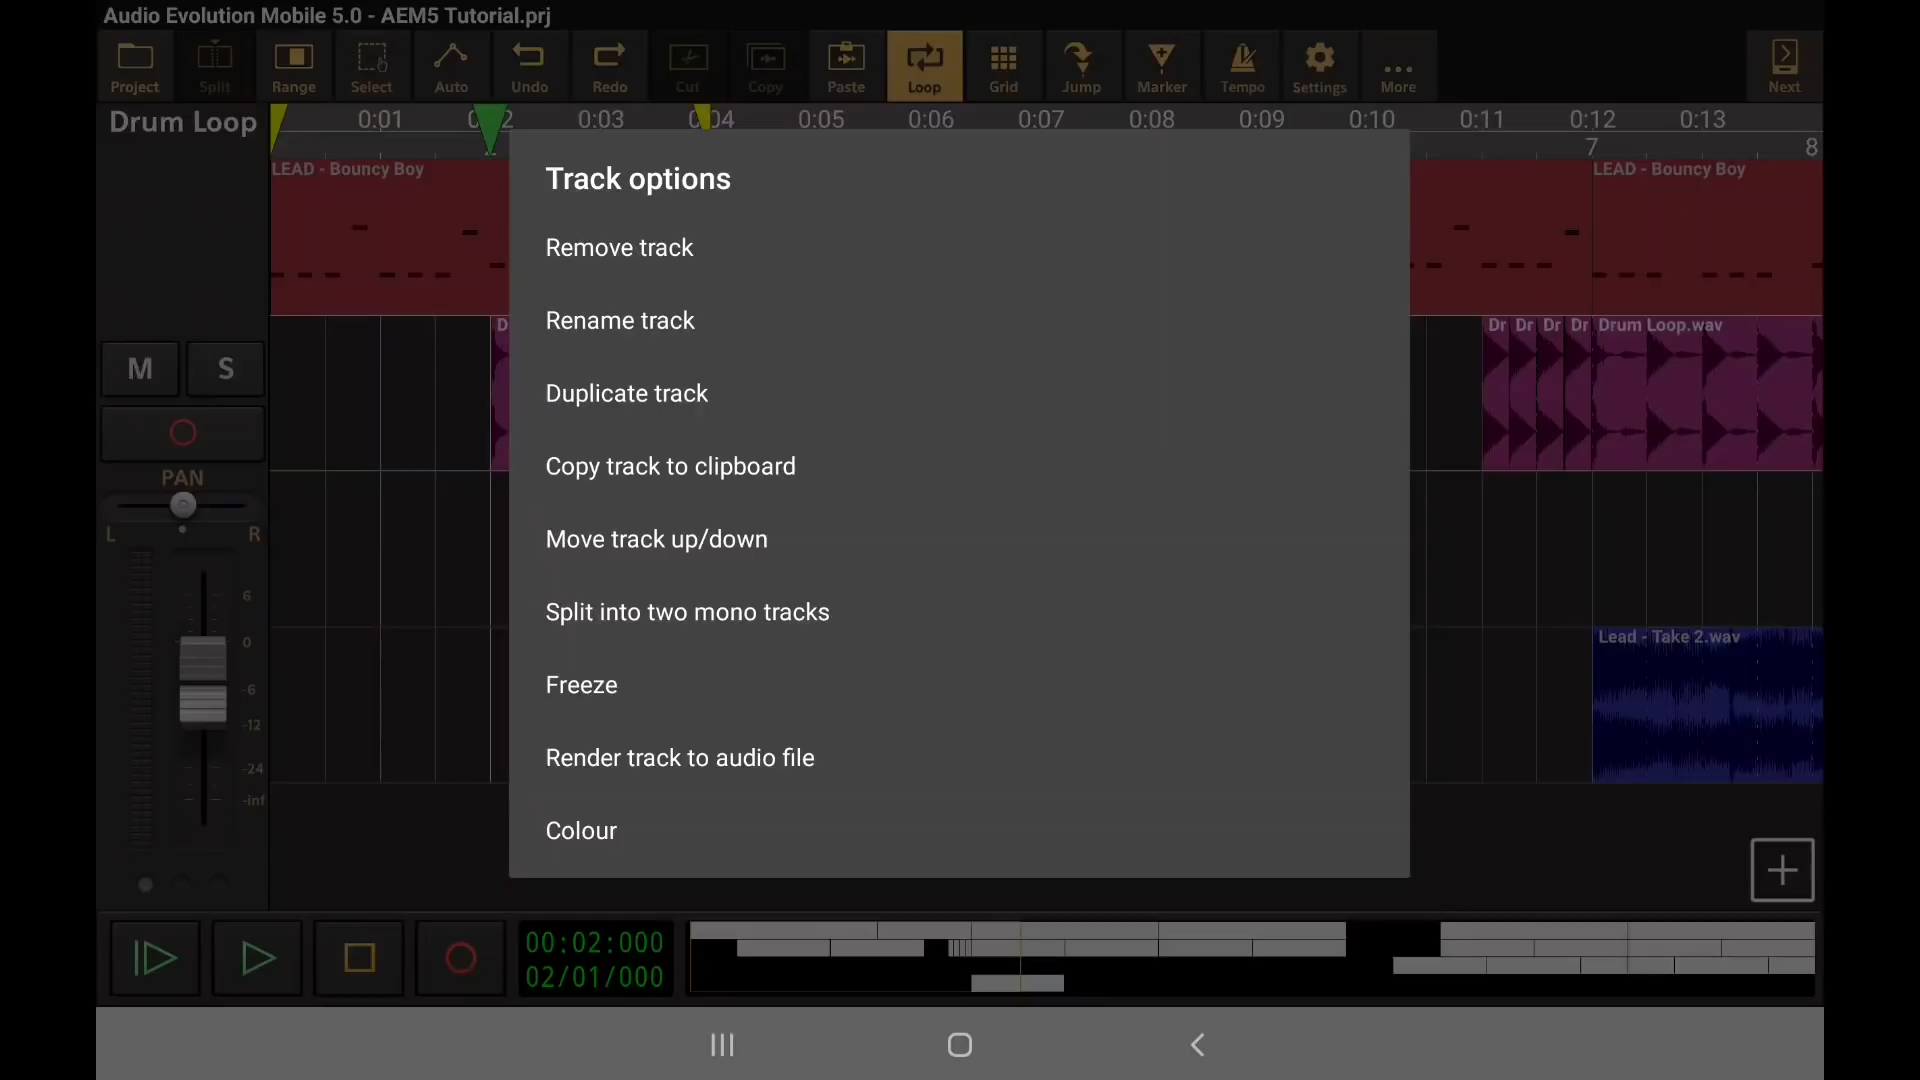 Audio Evolution Mobile 5.0 - AEM5 Tutorial.prj
Project Split Range Select Auto Undo Redo Cut Copy Paste Loop Grid Jump Marker Tempo Settings More Next
Drum Loop
0:01 0:03 0:04 0:05 0:06 0:07 0:08 0:09 0:10 0:11 0:12 0:13
7 8
LEAD - Bouncy Boy
LEAD - Bouncy Boy
Track options
Remove track
Rename track
Duplicate track
Copy track to clipboard
Move track up/down
Split into two mono tracks
Freeze
Render track to audio file
Colour
D
Dr Dr Dr Dr Drum Loop.wav
M S
PAN
L R
6
0
-6
-12
-24
-inf
Lead - Take 2.wav
00:02:000
02/01/000